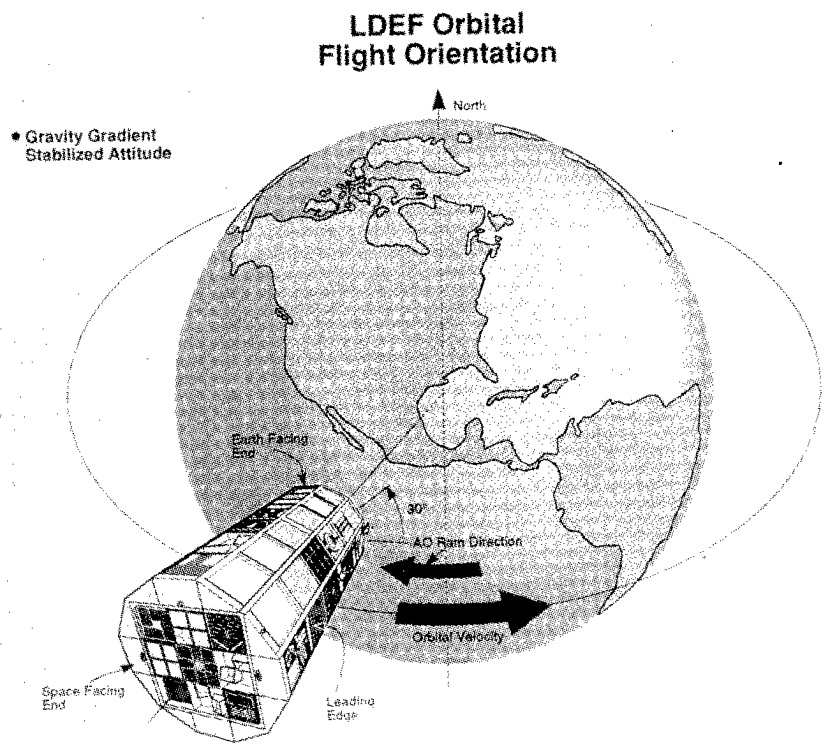 LDEF Orbital
Flight Orientation
North
• Gravity Gradient
Stabilized Attitude
Earth Facing
End
30°
AO Ram Direction
Orbital Velocity
Space Facing
End
Leading
Edge